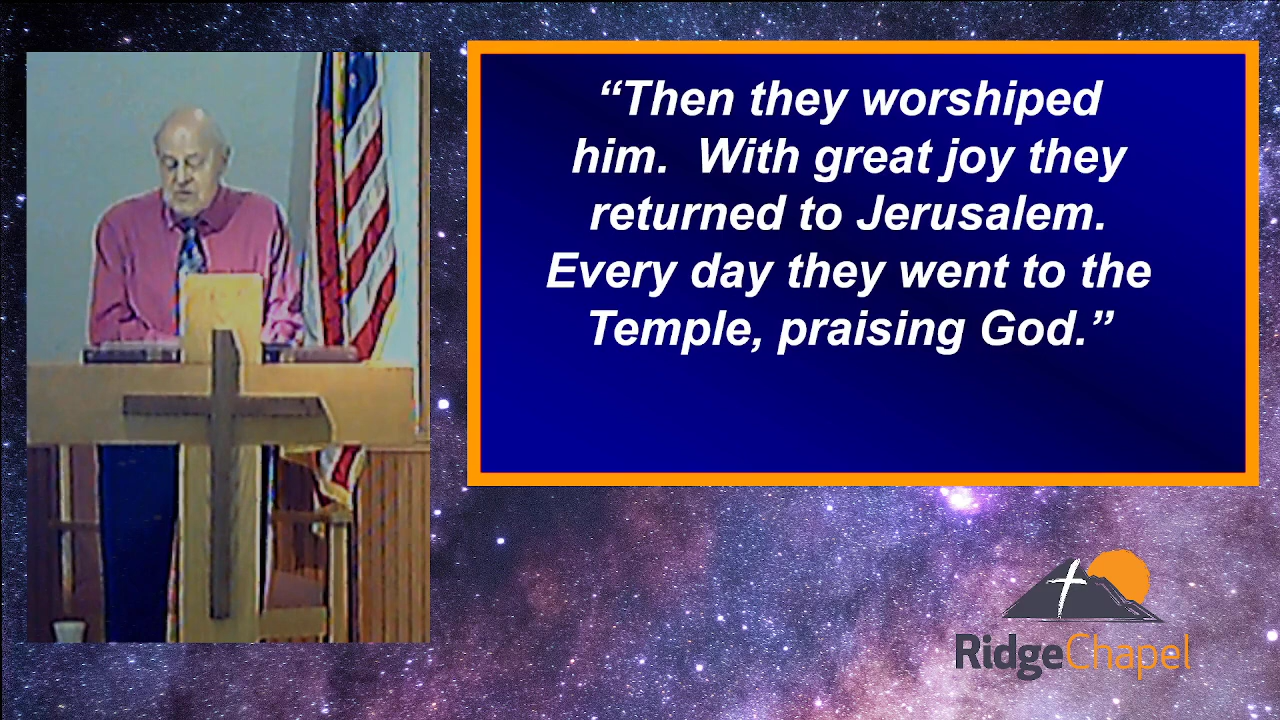 “Then they worshiped
him.  With great joy they
returned to Jerusalem.
Every day they went to the
Temple, praising God.”
RidgeChapel